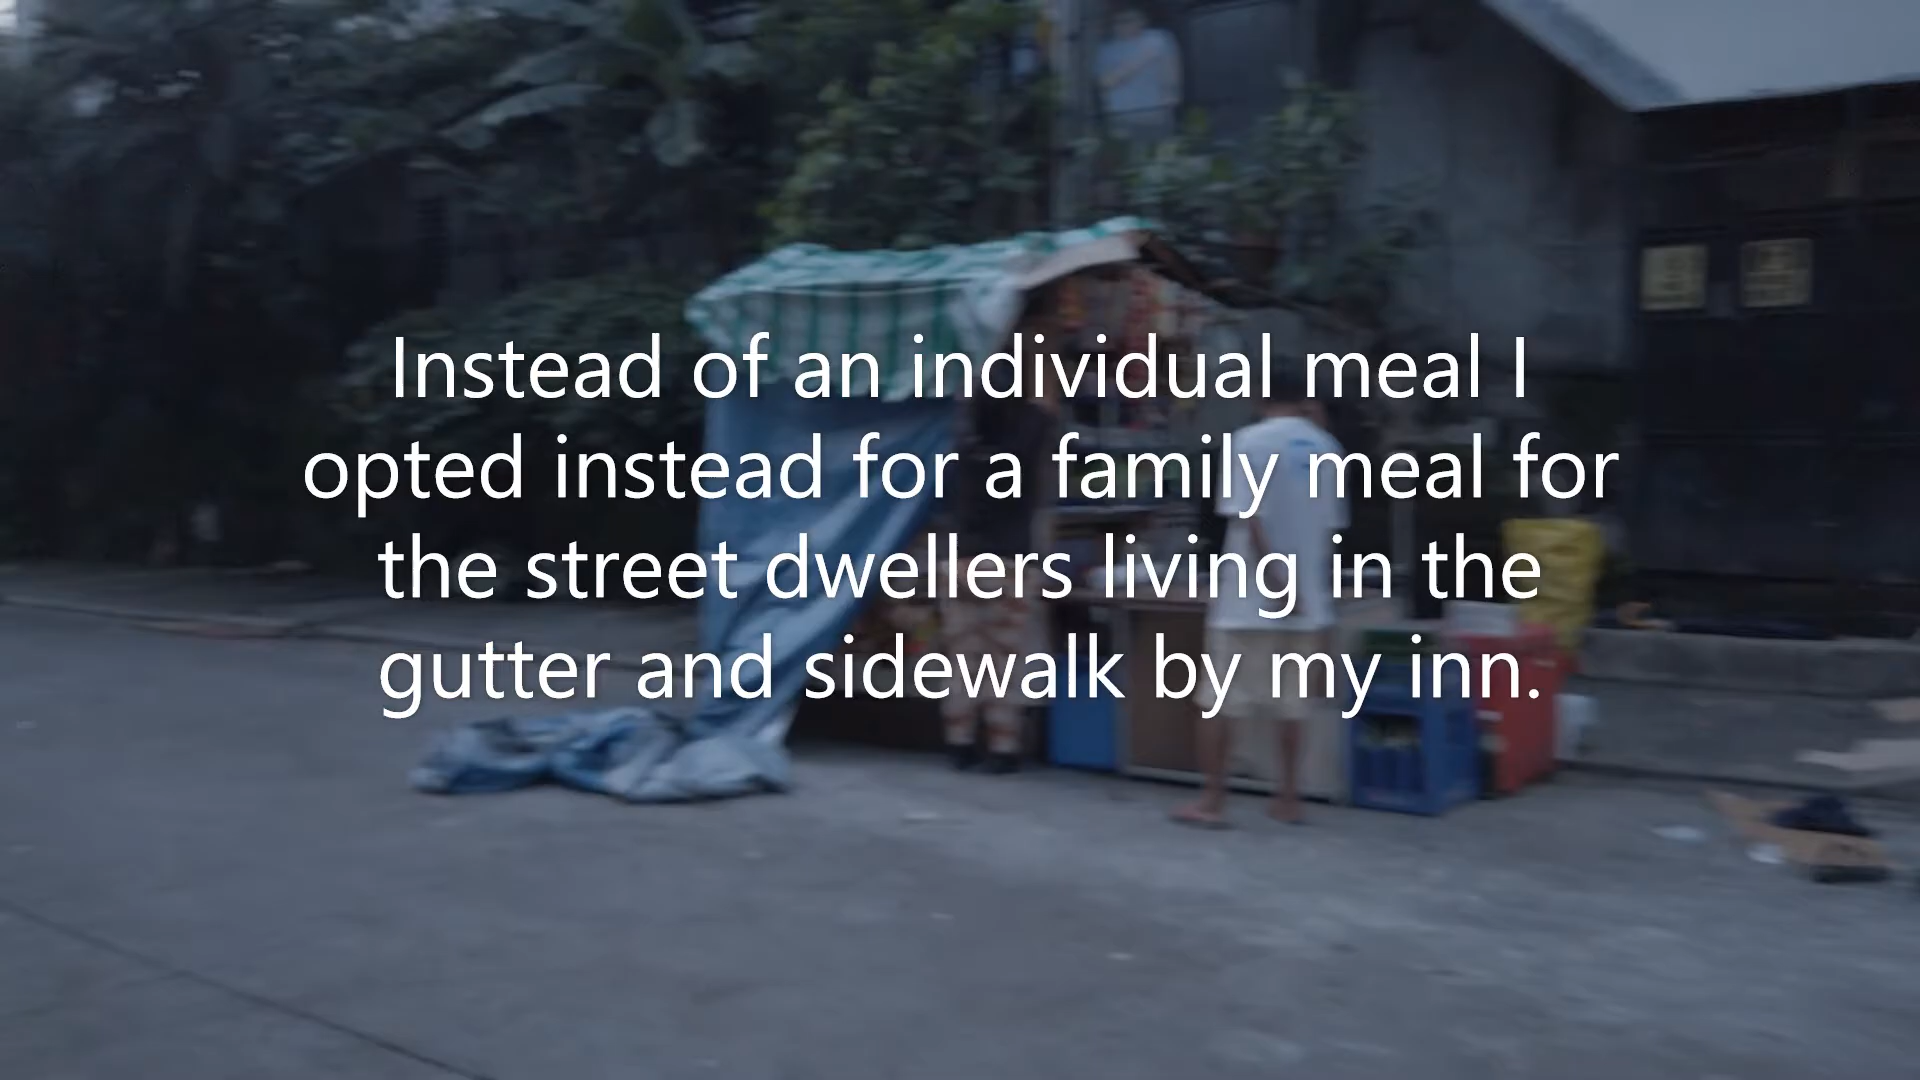 Instead of an individual meal I
opted instead for a family meal for
the street dwellers living in the
gutter and sidewalk by my inn.